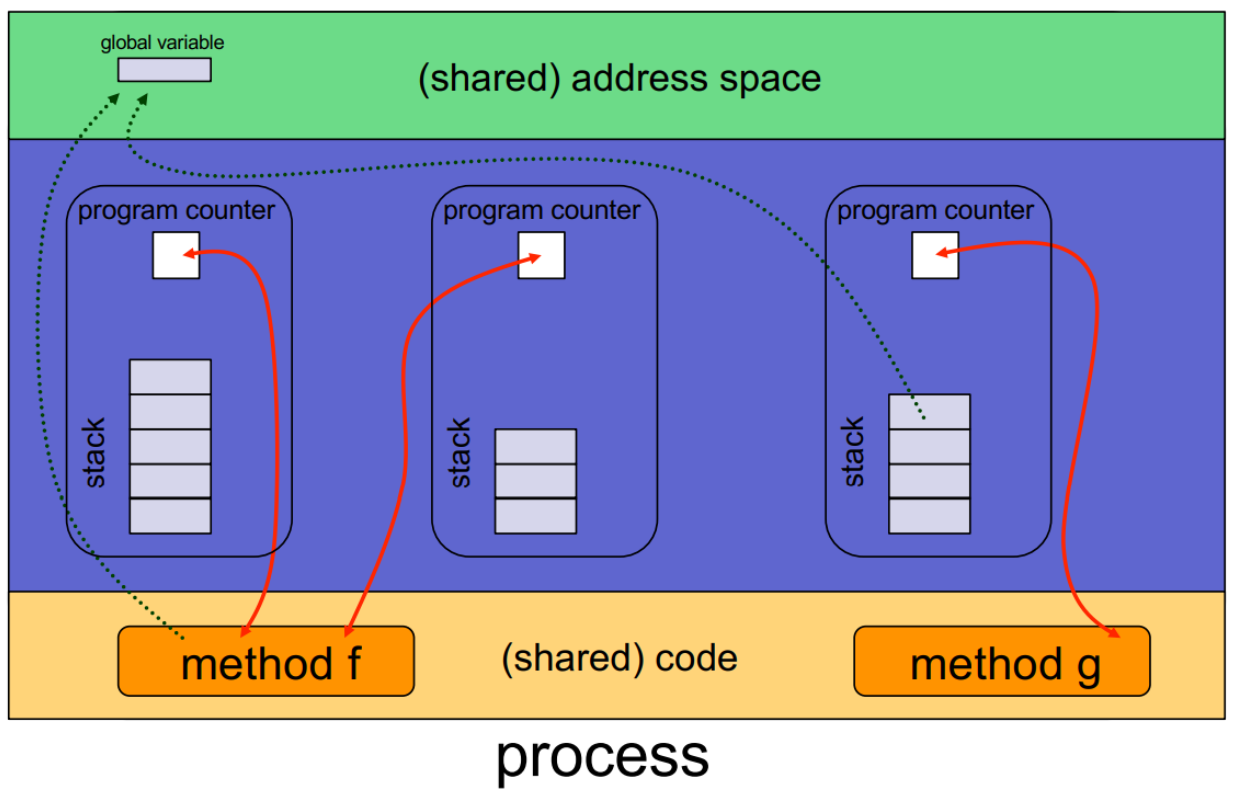 global variable
(shared) address space
program counter
program counter
program counter
stack
stack
stack
method f
(shared) code
method g
process